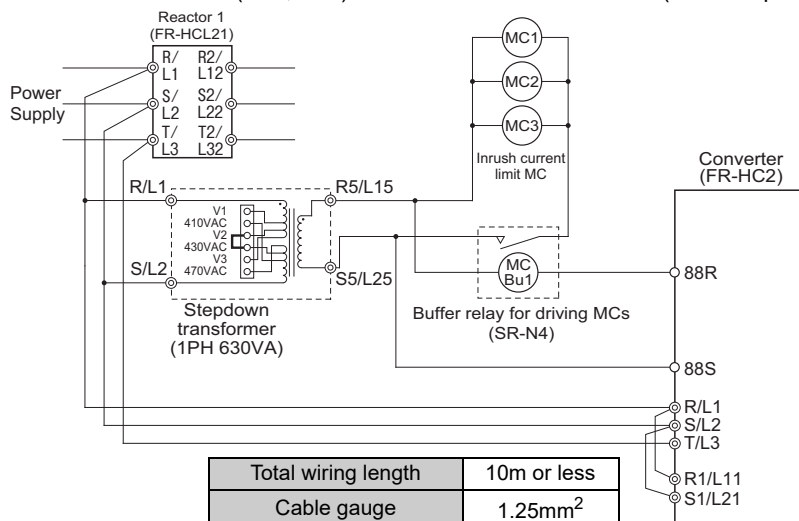 Reactor 1
(FR-HCL21)
R/
L1
R2/
L12
S/
L2
S2/
L22
T/
L3
T2/
L32
Power
Supply
MC1
MC2
MC3
Inrush current
limit MC
Converter
(FR-HC2)
R/L1
R5/L15
V1
410VAC
V2
430VAC
V3
470VAC
S/L2
S5/L25
Stepdown
transformer
(1PH 630VA)
MC
Bu1
88R
Buffer relay for driving MCs
(SR-N4)
88S
R/L1
S/L2
T/L3
R1/L11
S1/L21
Total wiring length 10m or less
Cable gauge 1.25mm2